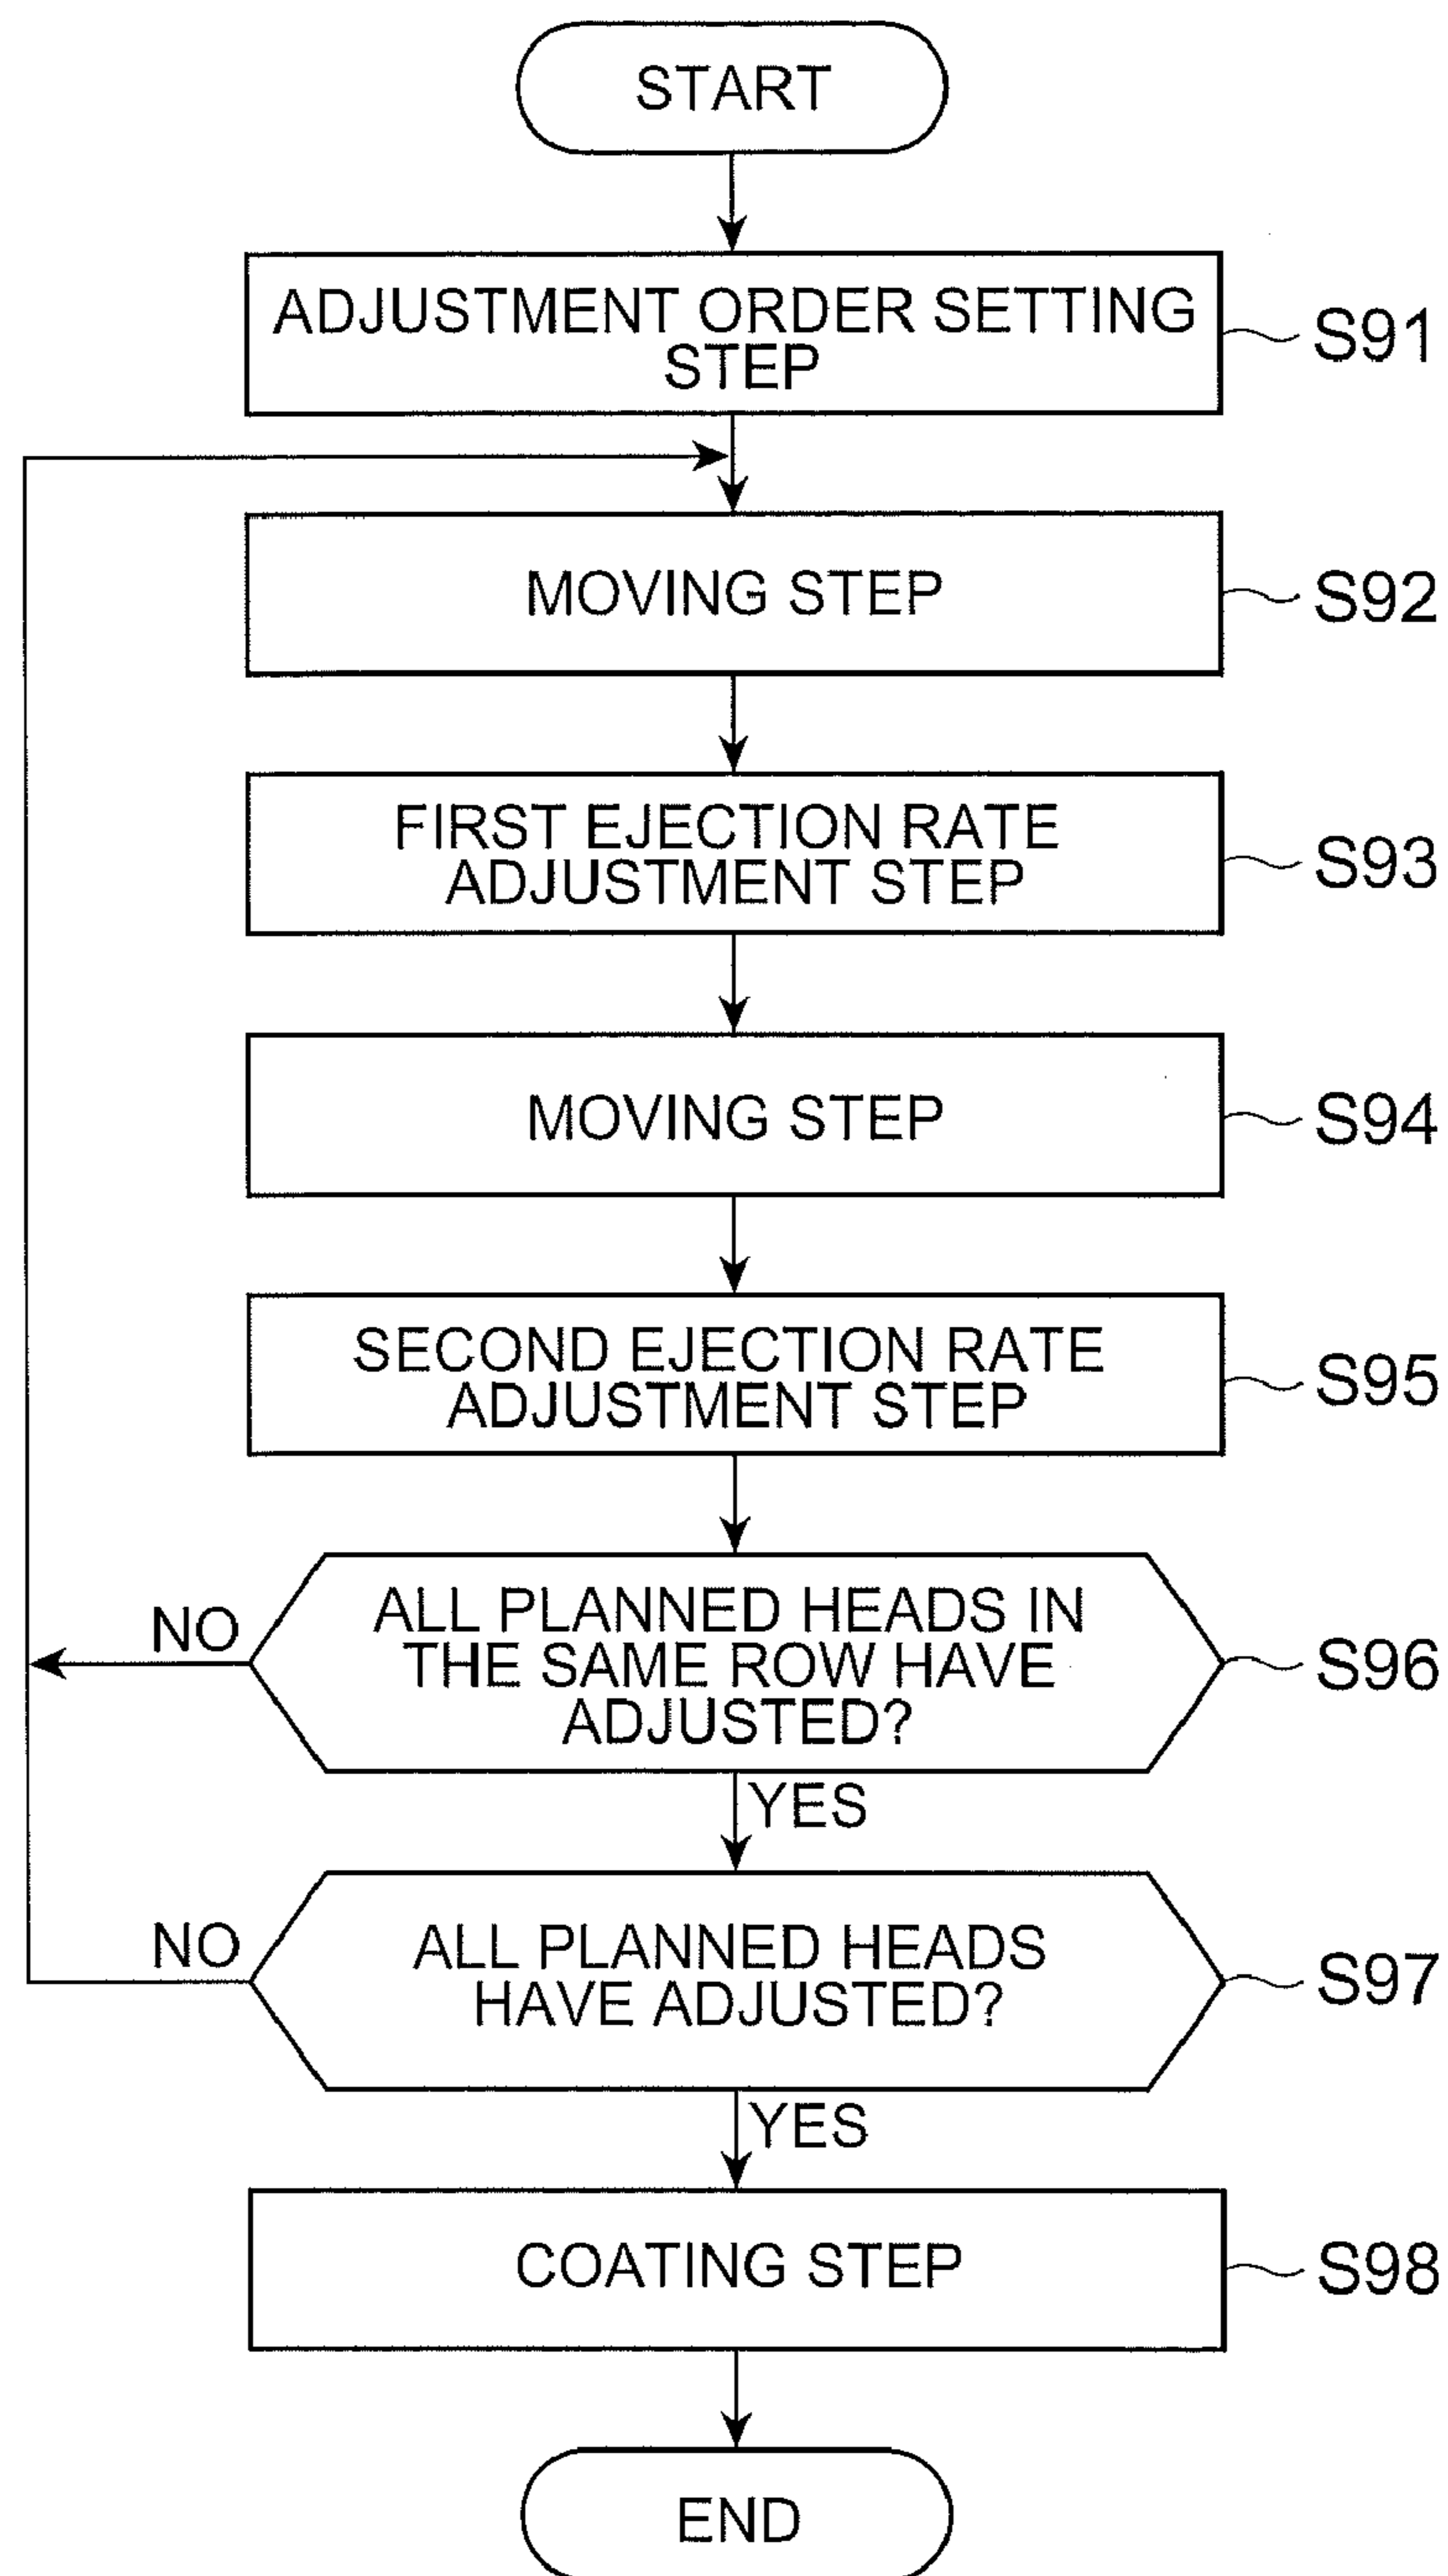 START
ADJUSTMENT ORDER SETTING
STEP
S91
MOVING STEP
S92
FIRST EJECTION RATE
ADJUSTMENT STEP
S93
MOVING STEP
S94
SECOND EJECTION RATE
ADJUSTMENT STEP
S95
ALL PLANNED HEADS IN
THE SAME ROW HAVE
ADJUSTED?
S96
NO
YES
ALL PLANNED HEADS
HAVE ADJUSTED?
S97
NO
YES
COATING STEP
S98
END